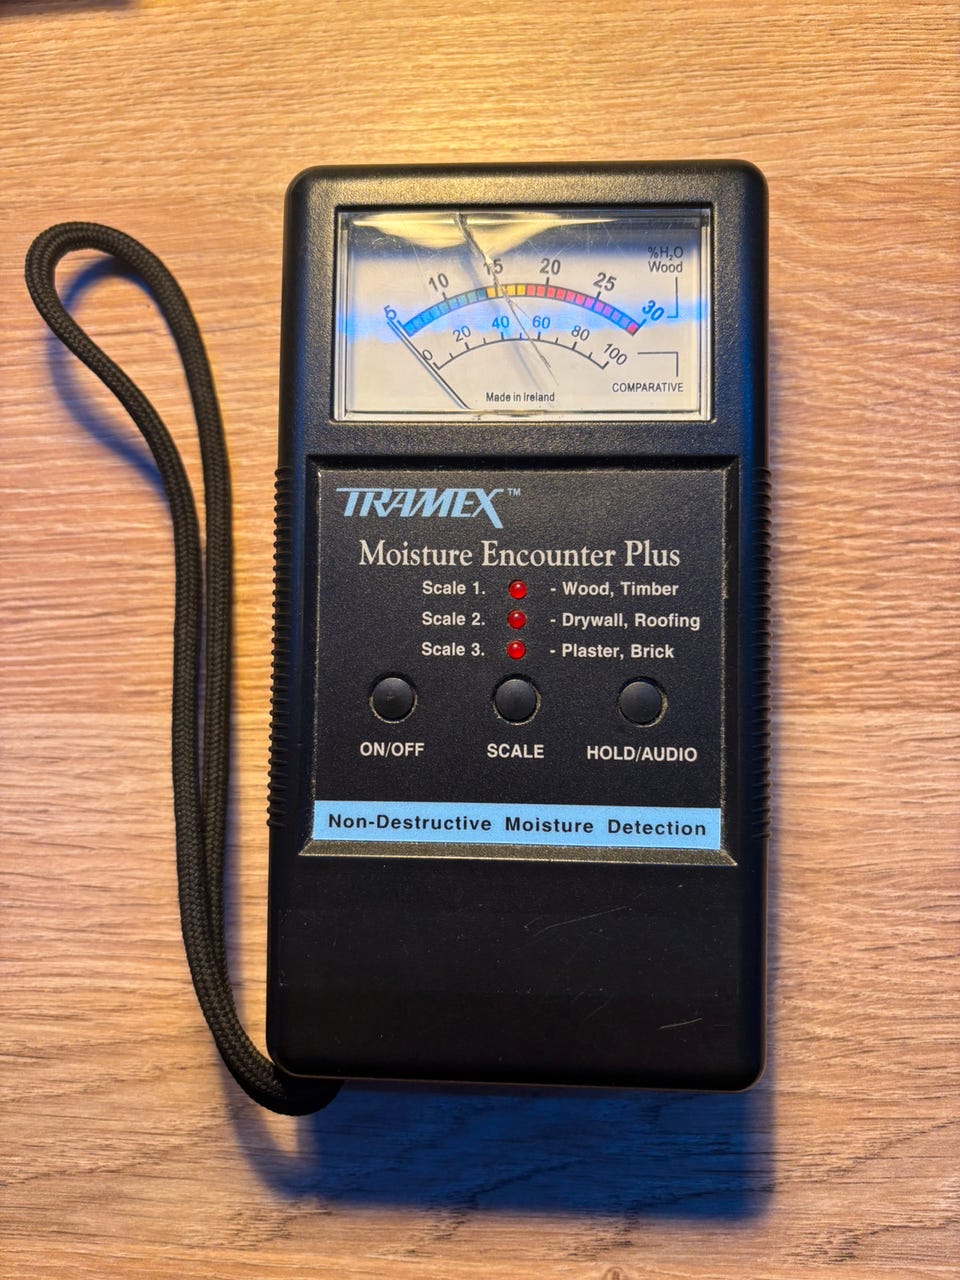 %H₂O
Wood
5 10 15 20 25 30
0 20 40 60 80 100
COMPARATIVE
Made in Ireland
TRAMEX™
Moisture Encounter Plus
Scale 1. - Wood, Timber
Scale 2. - Drywall, Roofing
Scale 3. - Plaster, Brick
ON/OFF SCALE HOLD/AUDIO
Non-Destructive Moisture Detection